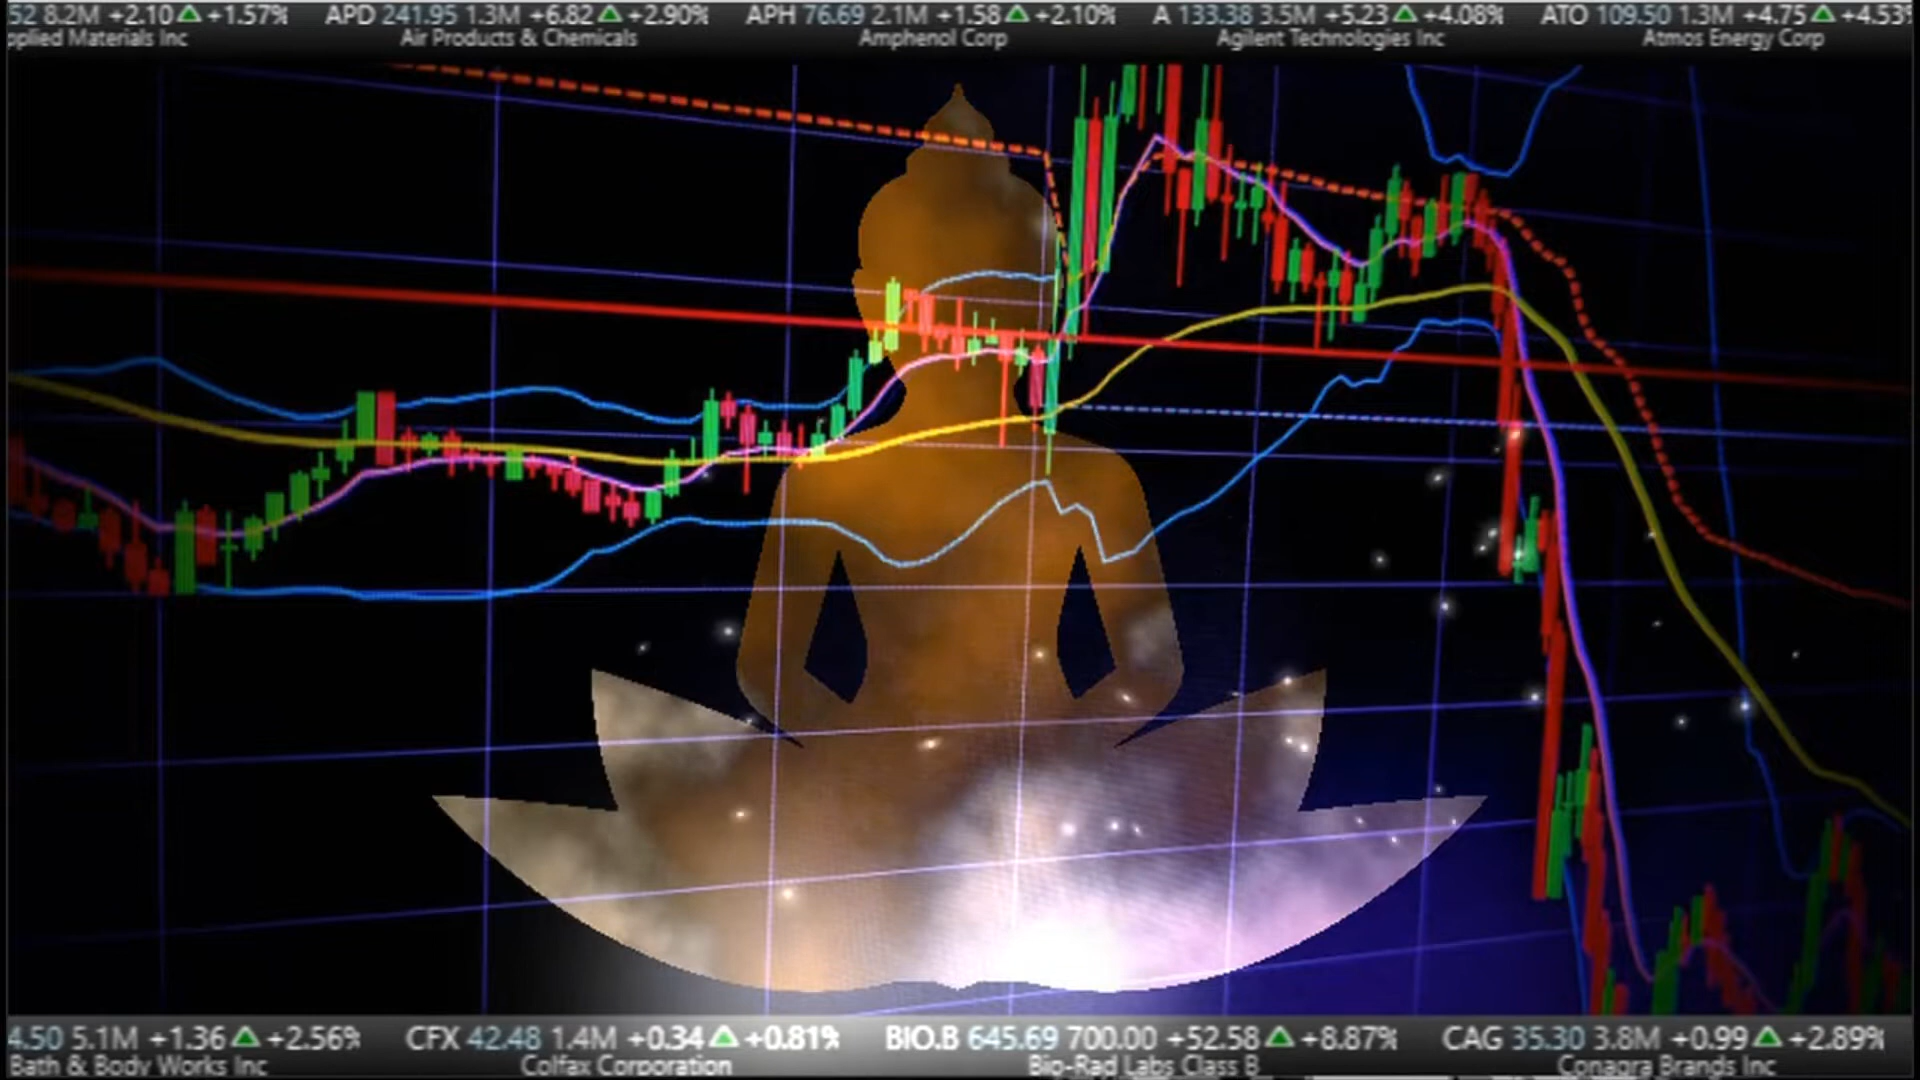 52 8.2M +2.10 +1.57% APD 241.95 1.3M +6.82 +2.90% APH 76.69 2.1M +1.58 +2.10% A 133.38 3.5M +5.23 +4.08% ATO 109.50 1.3M +4.75 +4.53%
pplied Materials Inc Air Products & Chemicals Amphenol Corp Agilent Technologies Inc Atmos Energy Corp
4.50 5.1M +1.36 +2.56% CFX 42.48 1.4M +0.34 +0.81% BIO.B 645.69 700.00 +52.58 +8.87% CAG 35.30 3.8M +0.99 +2.89%
Bath & Body Works Inc Colfax Corporation Bio-Rad Labs Class B Conagra Brands Inc